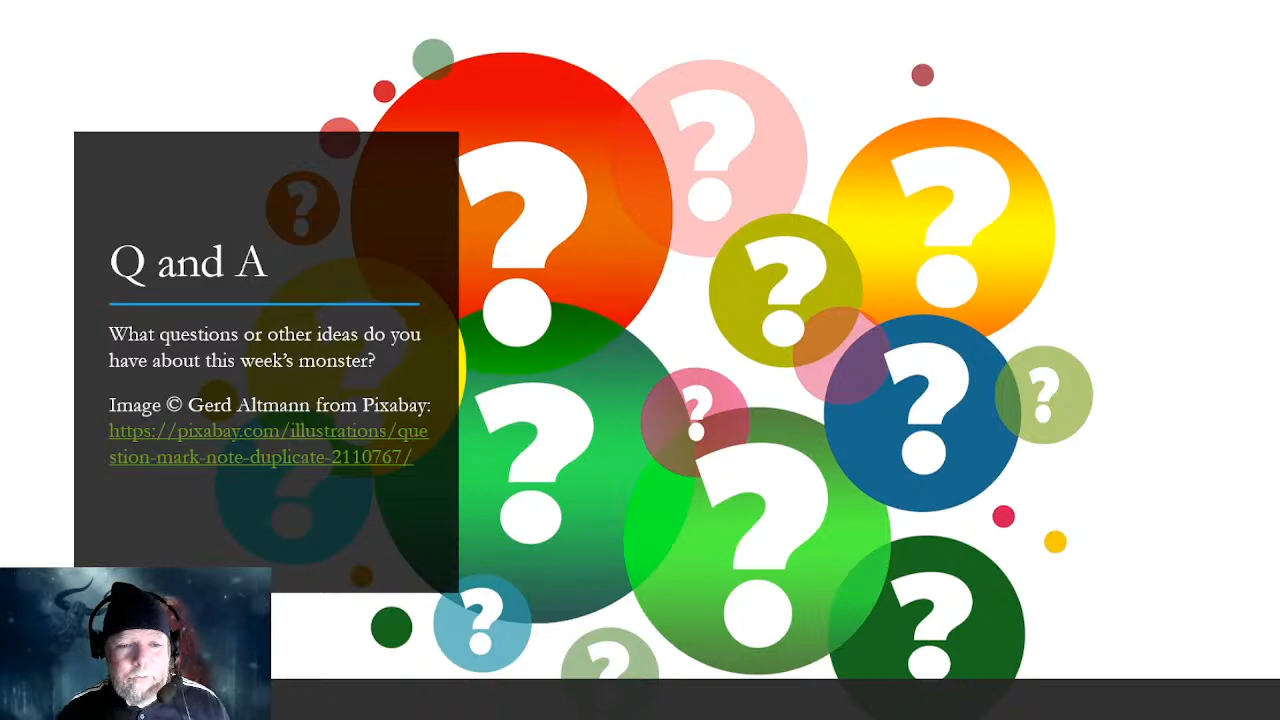 Q and A
What questions or other ideas do you
have about this week’s monster?
Image © Gerd Altmann from Pixabay:
https://pixabay.com/illustrations/que
stion-mark-note-duplicate-2110767/
?
?
?
?
?
?
?
?
?
?
?
?